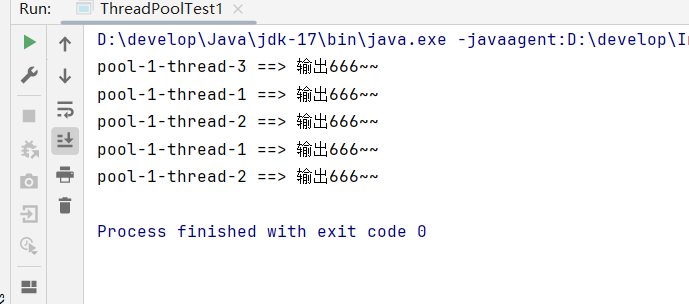 Run: ThreadPoolTest1
D:\develop\Java\jdk-17\bin\java.exe -javaagent:D:\develop\I
pool-1-thread-3 ==> 输出666~~
pool-1-thread-1 ==> 输出666~~
pool-1-thread-2 ==> 输出666~~
pool-1-thread-1 ==> 输出666~~
pool-1-thread-2 ==> 输出666~~
Process finished with exit code 0